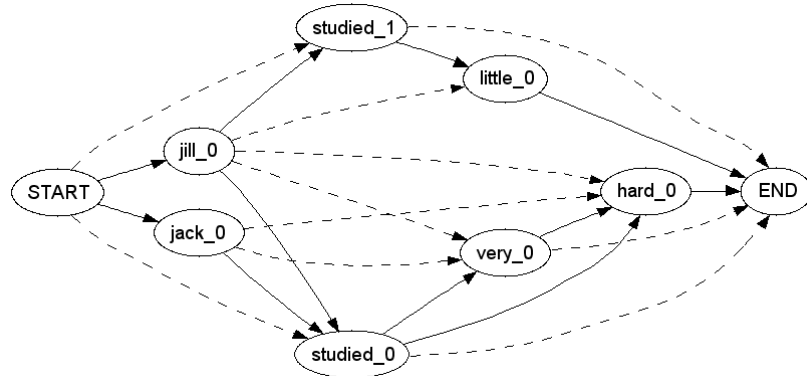 studied_1
little_0
jill_0
START
hard_0
END
jack_0
very_0
studied_0